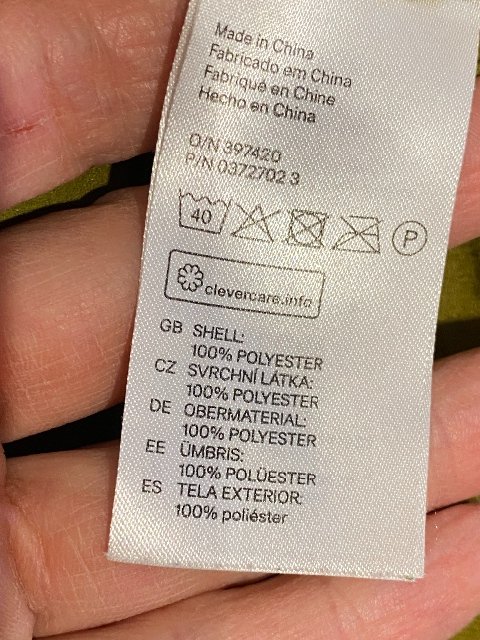 Made in China
Fabricado em China
Fabriqué en Chine
Hecho en China
O/N 397420
P/N 0372702 3
40
P
clevercare.info
GB SHELL:
100% POLYESTER
CZ SVRCHNÍ LÁTKA:
100% POLYESTER
DE OBERMATERIAL:
100% POLYESTER
EE ÜMBRIS:
100% POLÜESTER
ES TELA EXTERIOR:
100% poliéster